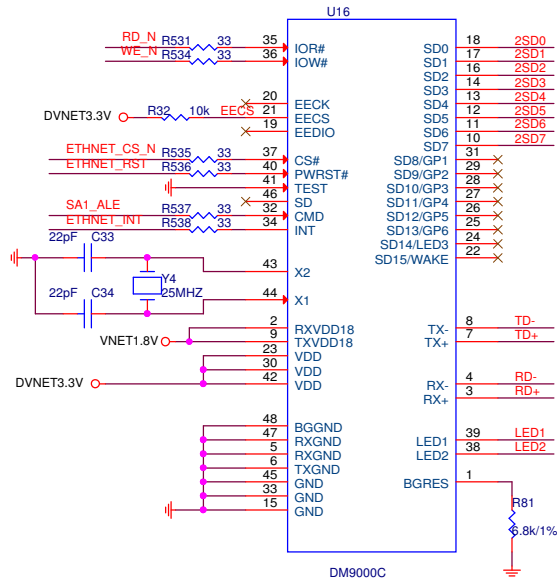 U16
RD_N R531 33 35 IOR# SD0 18 2SD0
WE_N R534 33 36 IOW# SD1 17 2SD1
SD2 16 2SD2
SD3 14 2SD3
20 EECK SD4 13 2SD4
DVNET3.3V R32 10k EECS 21 EECS SD5 12 2SD5
19 EEDIO SD6 11 2SD6
SD7 10 2SD7
ETHNET_CS_N R535 33 37 CS# SD8/GP1 31
ETHNET_RST R536 33 40 PWRST# SD9/GP2 29
41 TEST SD10/GP3 28
46 SD SD11/GP4 27
SA1_ALE R537 33 32 CMD SD12/GP5 26
ETHNET_INT R538 33 34 INT SD13/GP6 25
SD14/LED3 24
SD15/WAKE 22
22pF C33
43 X2
Y4
25MHZ
22pF C34 44 X1
2 RXVDD18 TX- 8 TD-
VNET1.8V 9 TXVDD18 TX+ 7 TD+
23 VDD
30 VDD
DVNET3.3V 42 VDD RX- 4 RD-
RX+ 3 RD+
48 BGGND
47 RXGND LED1 39 LED1
5 RXGND LED2 38 LED2
6 TXGND
45 GND BGRES 1
33 GND
15 GND
R81
6.8k/1%
DM9000C